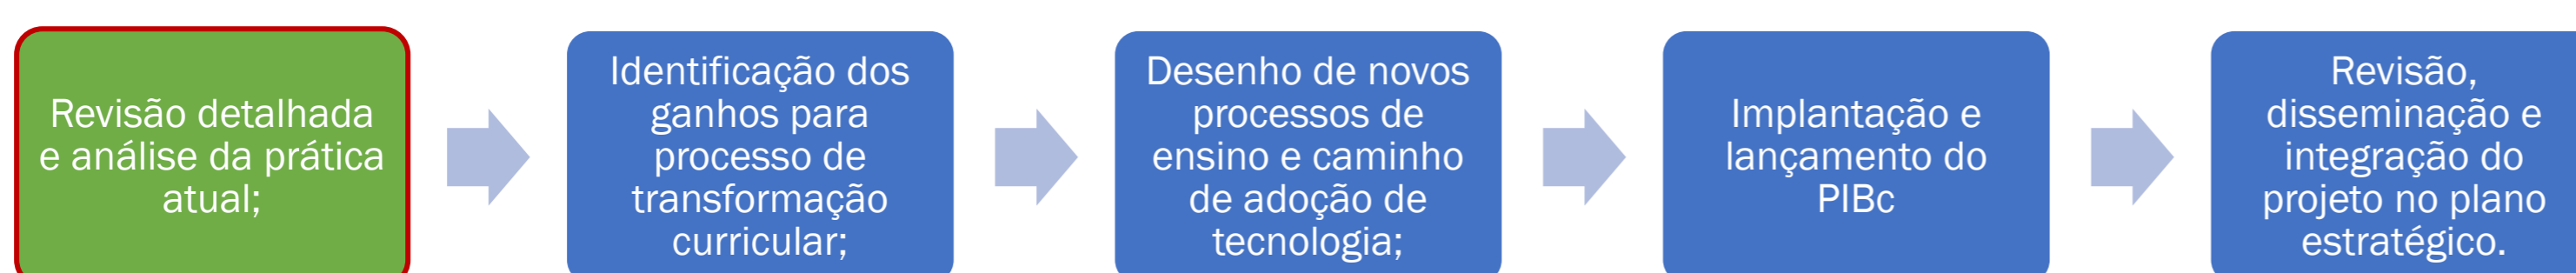 Revisão detalhada
e análise da prática
atual;
Identificação dos
ganhos para
processo de
transformação
curricular;
Desenho de novos
processos de
ensino e caminho
de adoção de
tecnologia;
Implantação e
lançamento do
PIBc
Revisão,
disseminação e
integração do
projeto no plano
estratégico.